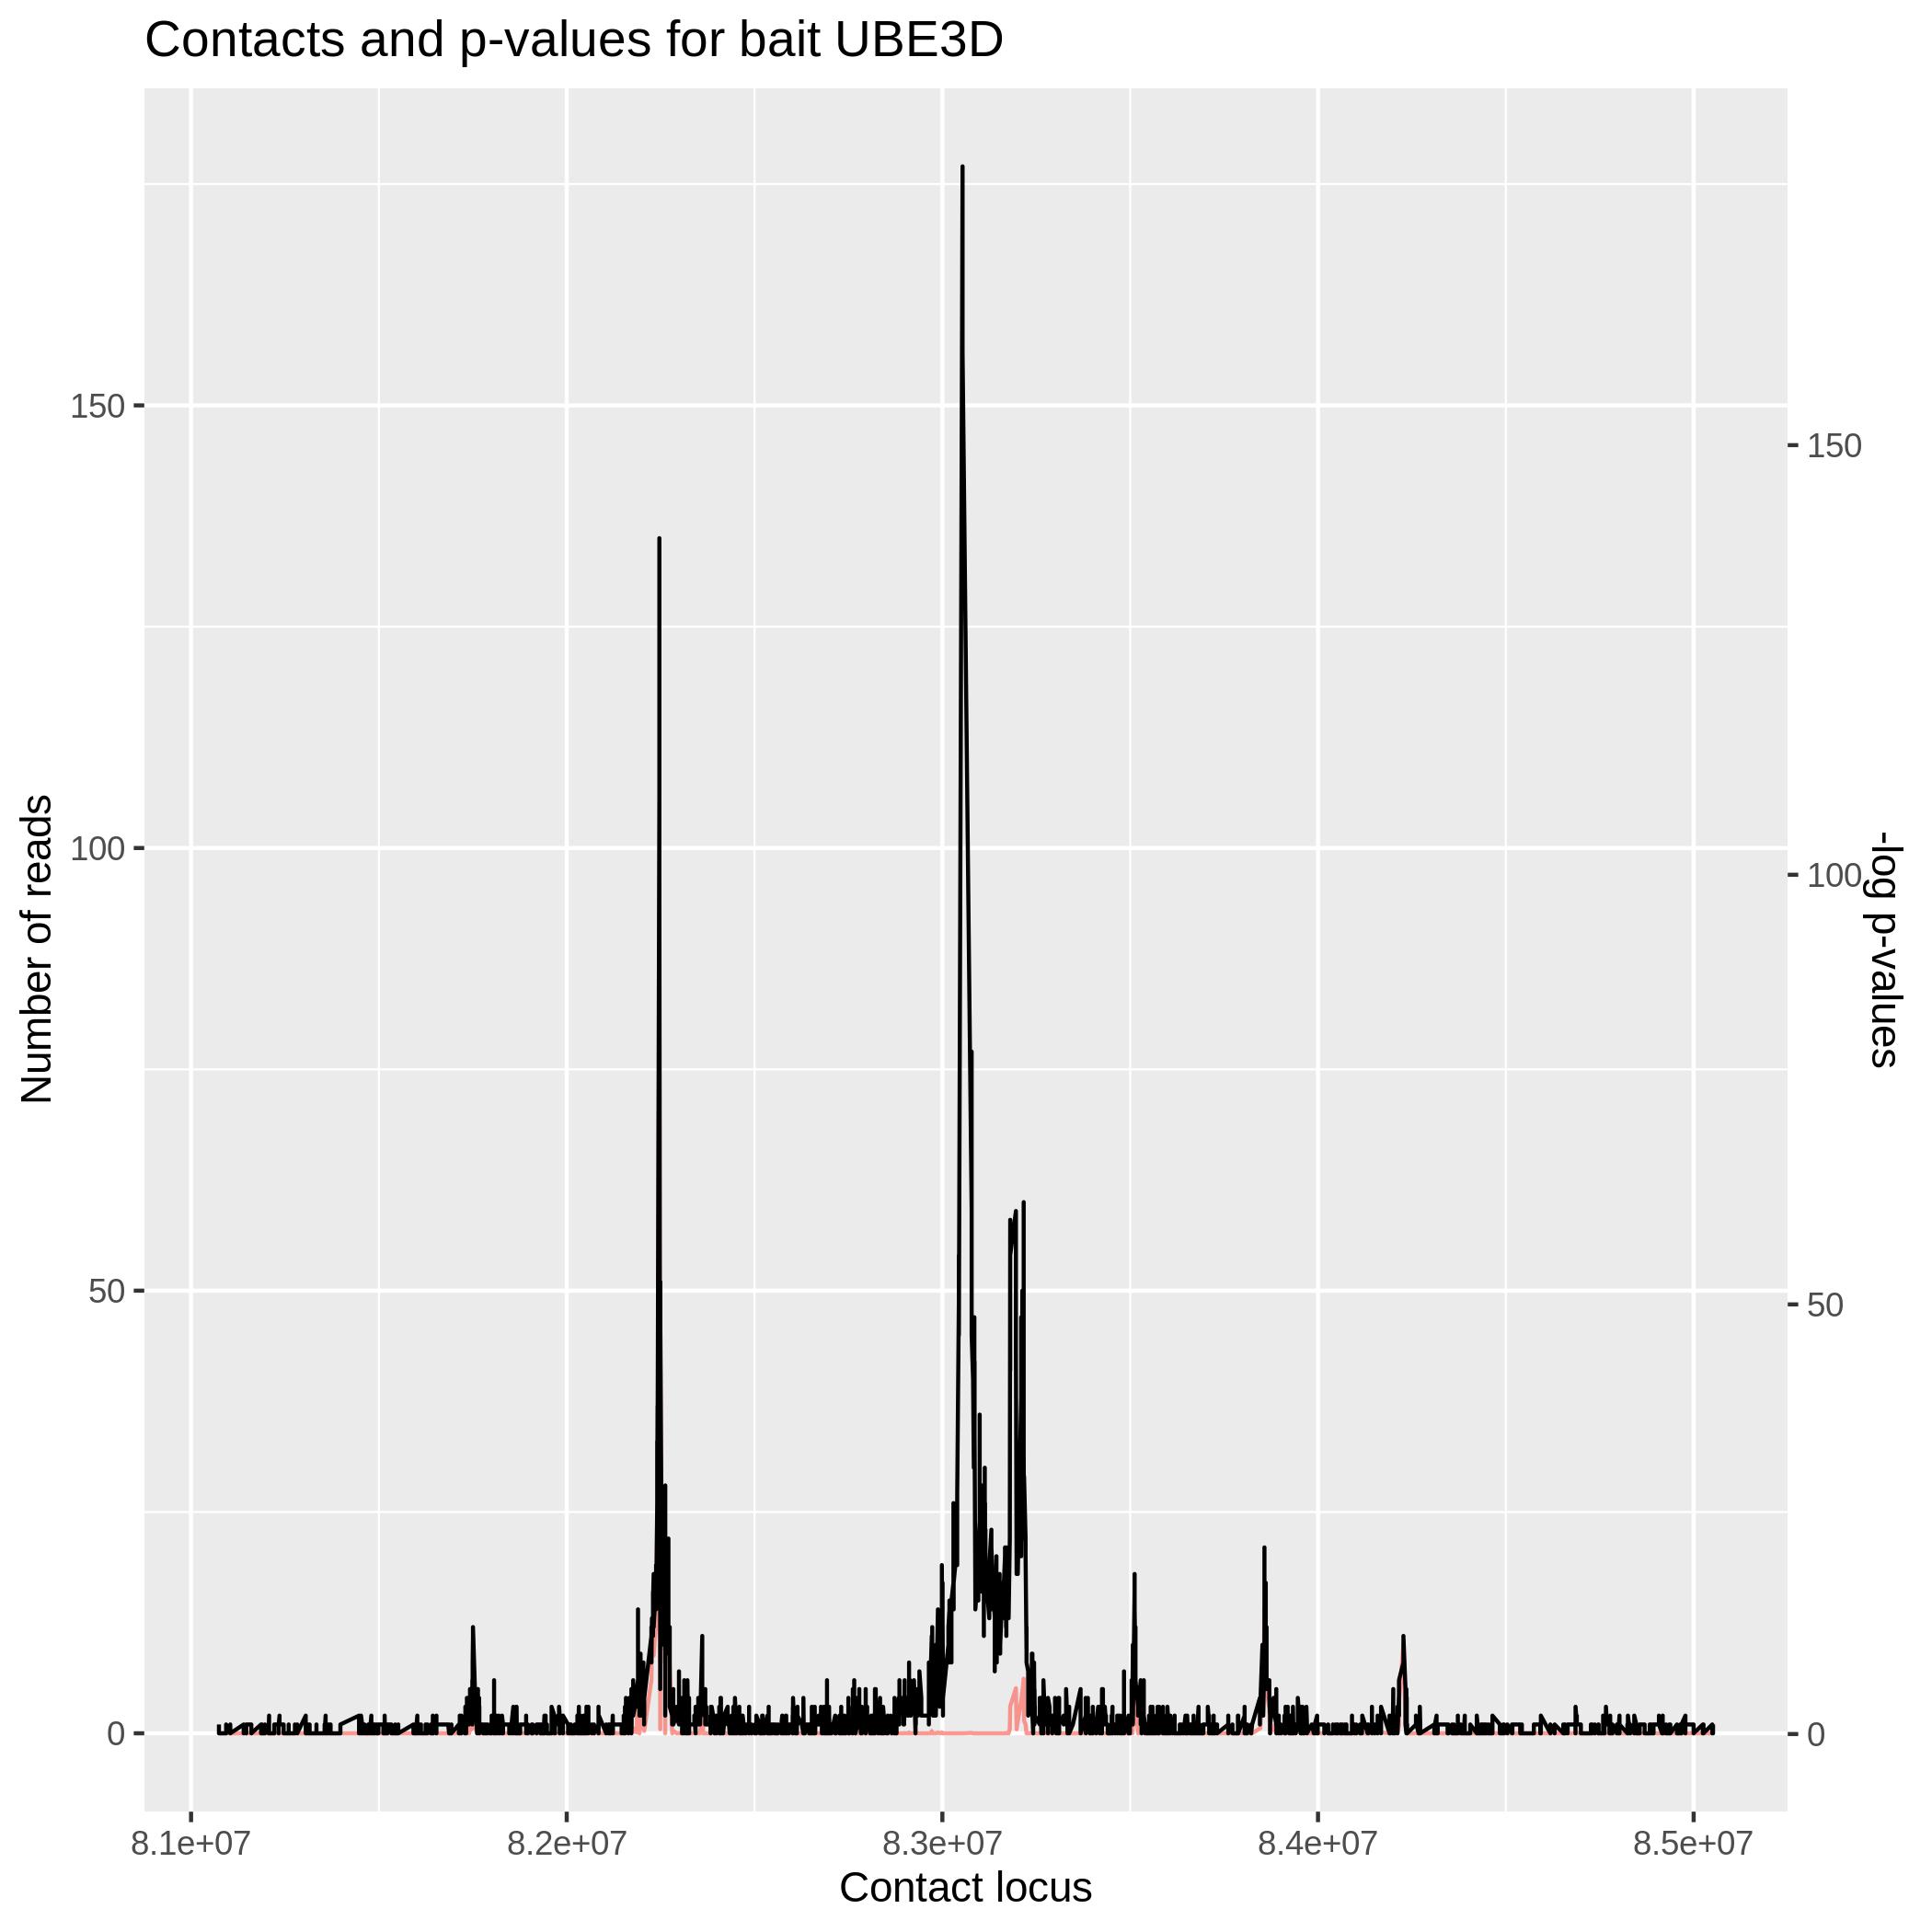 Contacts and p-values for bait UBE3D
Number of reads
150
100
50
0
150
100
50
0
-log p-values
8.1e+07 8.2e+07 8.3e+07 8.4e+07 8.5e+07
Contact locus